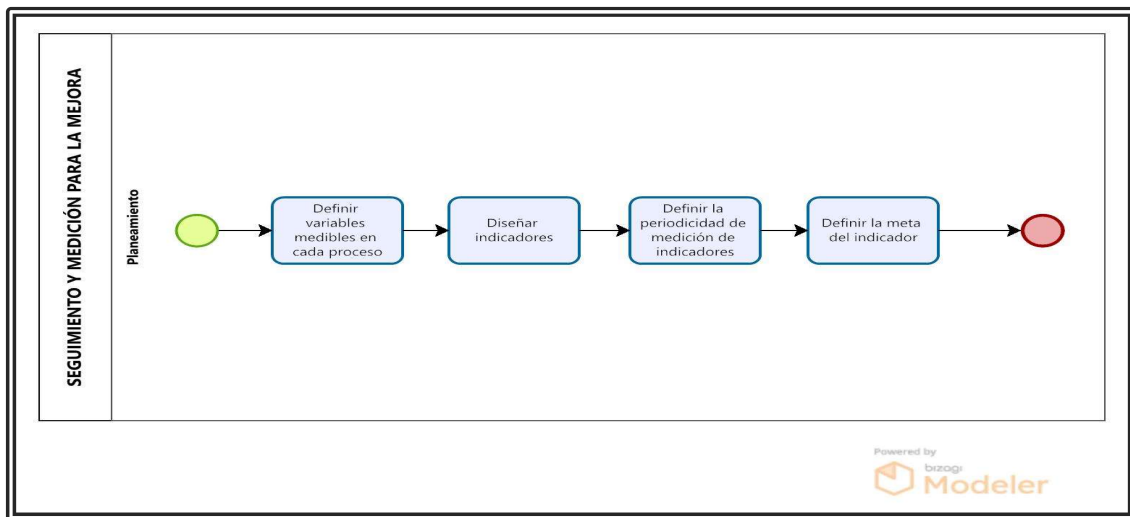 SEGUIMIENTO Y MEDICIÓN PARA LA MEJORA
Planeamiento
Definir
variables
medibles en
cada proceso
Diseñar
indicadores
Definir la
periodicidad de
medición de
indicadores
Definir la meta
del indicador
Powered by
bizagi
Modeler